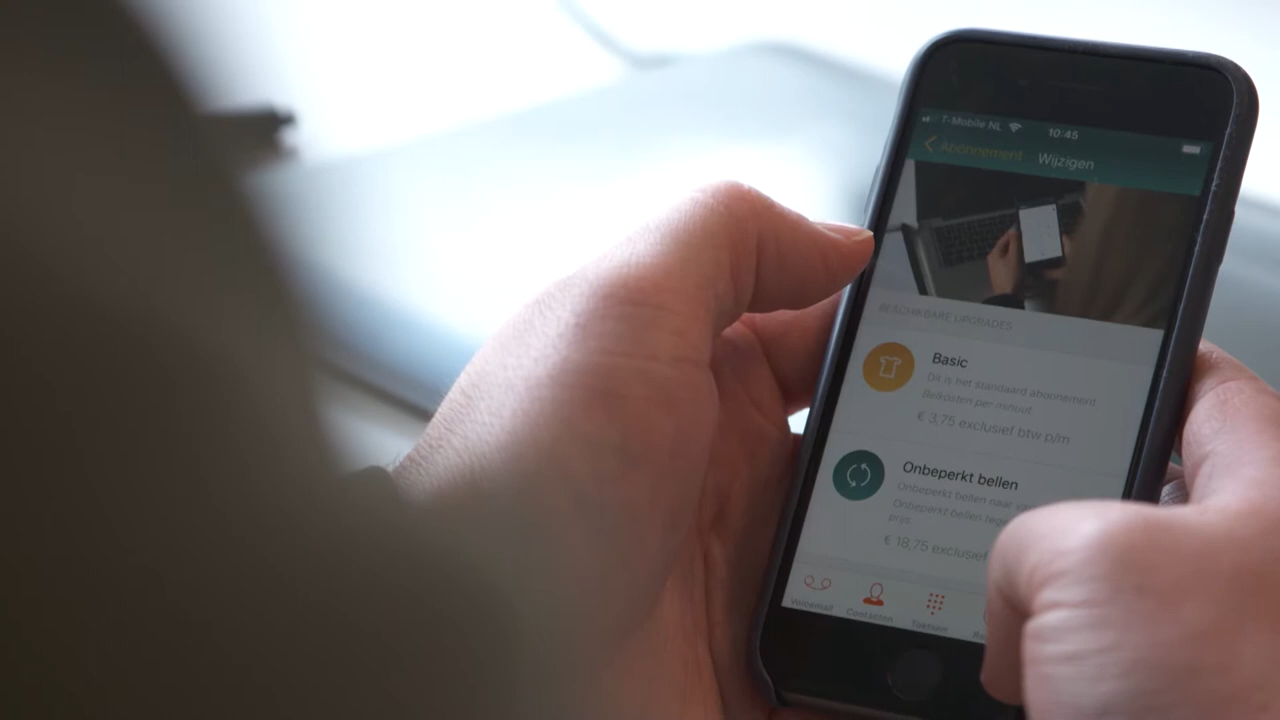 T-Mobile NL 10:45
Abonnement Wijzigen
BESCHIKBARE UPGRADES
Basic
Dit is het standaard abonnement
Belkosten per minuut
€ 3,75 exclusief btw p/m
Onbeperkt bellen
Onbeperkt bellen naar
Onbeperkt bellen
prijs
€ 18,75 exclusief
Voicemail Contacten Toetsen